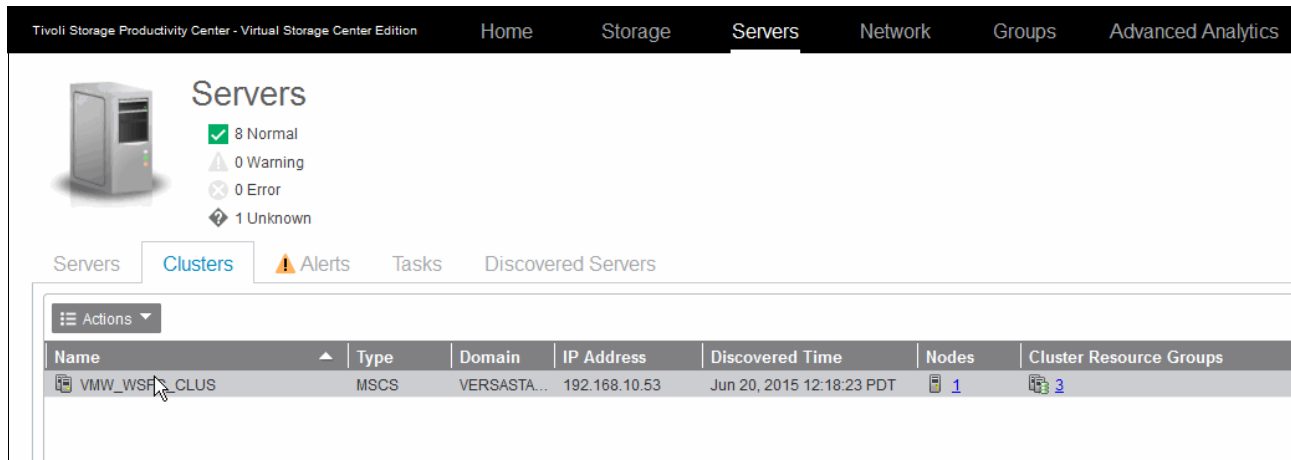 Tivoli Storage Productivity Center - Virtual Storage Center Edition Home Storage Servers Network Groups Advanced Analytics
Servers
8 Normal
0 Warning
0 Error
1 Unknown
Servers Clusters Alerts Tasks Discovered Servers
Actions
Name Type Domain IP Address Discovered Time Nodes Cluster Resource Groups
MSCS VERSASTA... 192.168.10.53 Jun 20, 2015 12:18:23 PDT 1 3